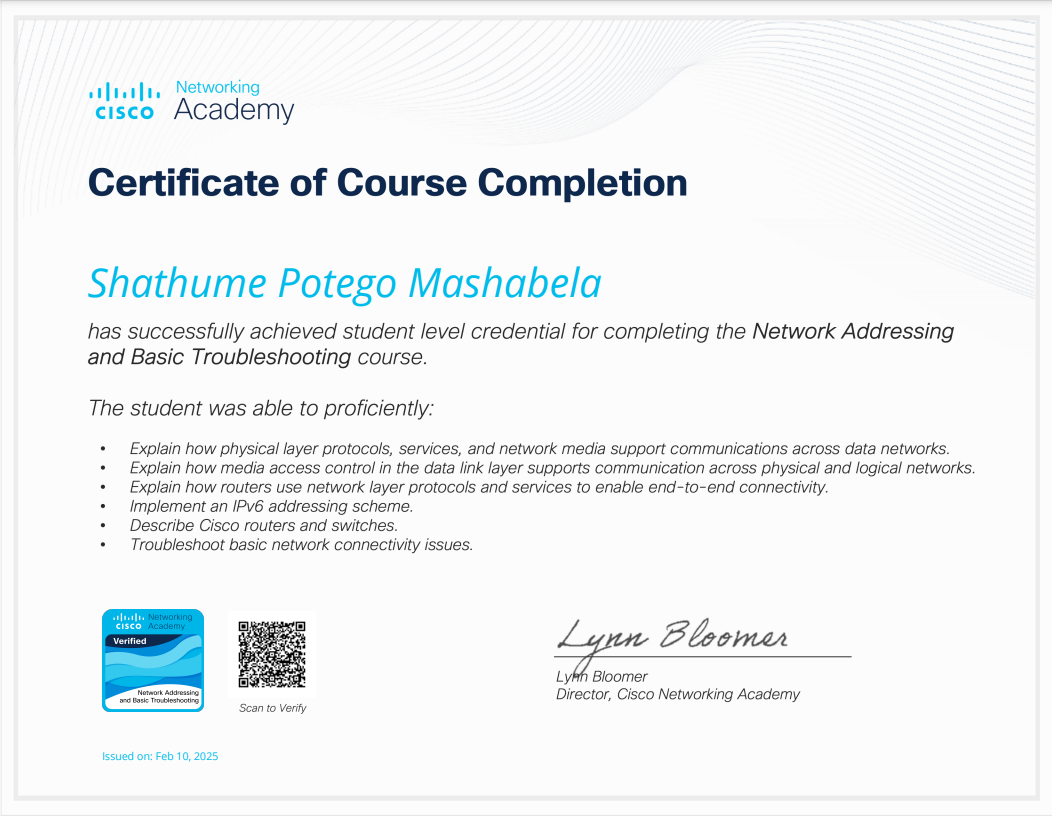 Networking
CISCO Academy
Certificate of Course Completion
Shathume Potego Mashabela
has successfully achieved student level credential for completing the Network Addressing
and Basic Troubleshooting course.
The student was able to proficiently:
• Explain how physical layer protocols, services, and network media support communications across data networks.
• Explain how media access control in the data link layer supports communication across physical and logical networks.
• Explain how routers use network layer protocols and services to enable end-to-end connectivity.
• Implement an IPv6 addressing scheme.
• Describe Cisco routers and switches.
• Troubleshoot basic network connectivity issues.
Networking
CISCO Academy
Verified
Network Addressing
and Basic Troubleshooting
Scan to Verify
Lynn Bloomer
Lynn Bloomer
Director, Cisco Networking Academy
Issued on: Feb 10, 2025